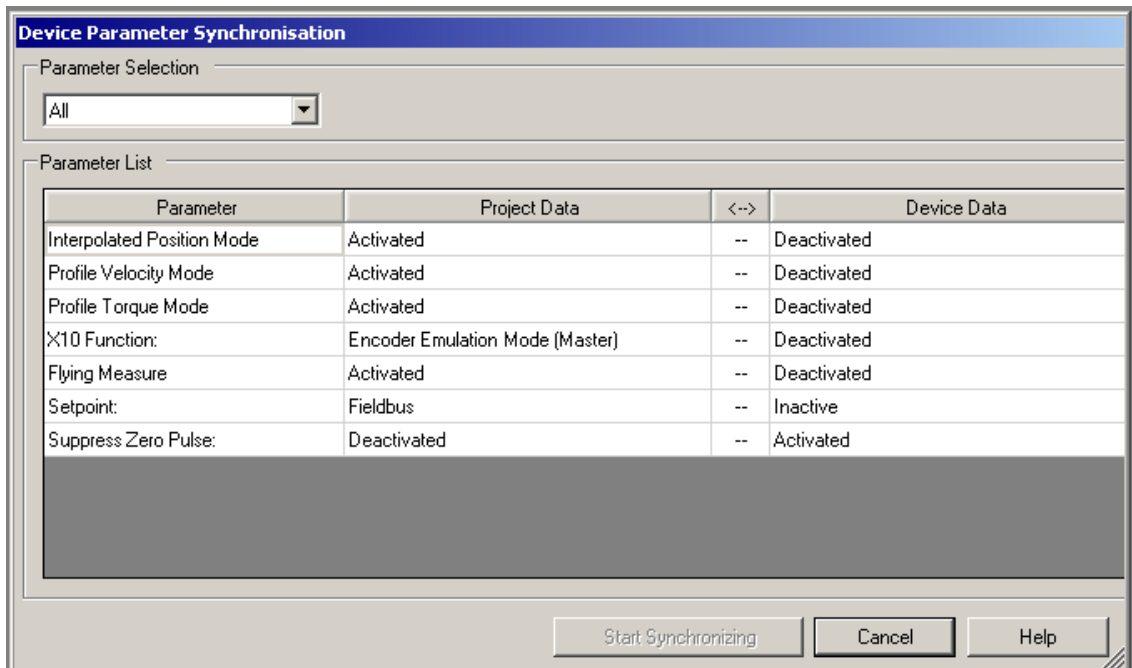 Device Parameter Synchronisation
Parameter Selection
All
Parameter List
Parameter Project Data <--> Device Data
Interpolated Position Mode Activated -- Deactivated
Profile Velocity Mode Activated -- Deactivated
Profile Torque Mode Activated -- Deactivated
X10 Function: Encoder Emulation Mode (Master) -- Deactivated
Flying Measure Activated -- Deactivated
Setpoint: Fieldbus -- Inactive
Suppress Zero Pulse: Deactivated -- Activated
Start Synchronizing Cancel Help